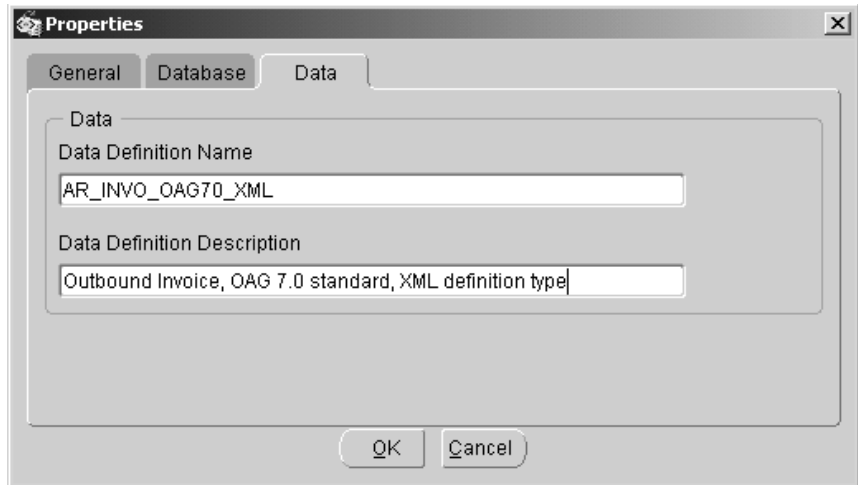 Properties
General Database Data
Data
Data Definition Name
AR_INVO_OAG70_XML
Data Definition Description
Outbound Invoice, OAG 7.0 standard, XML definition type
OK Cancel